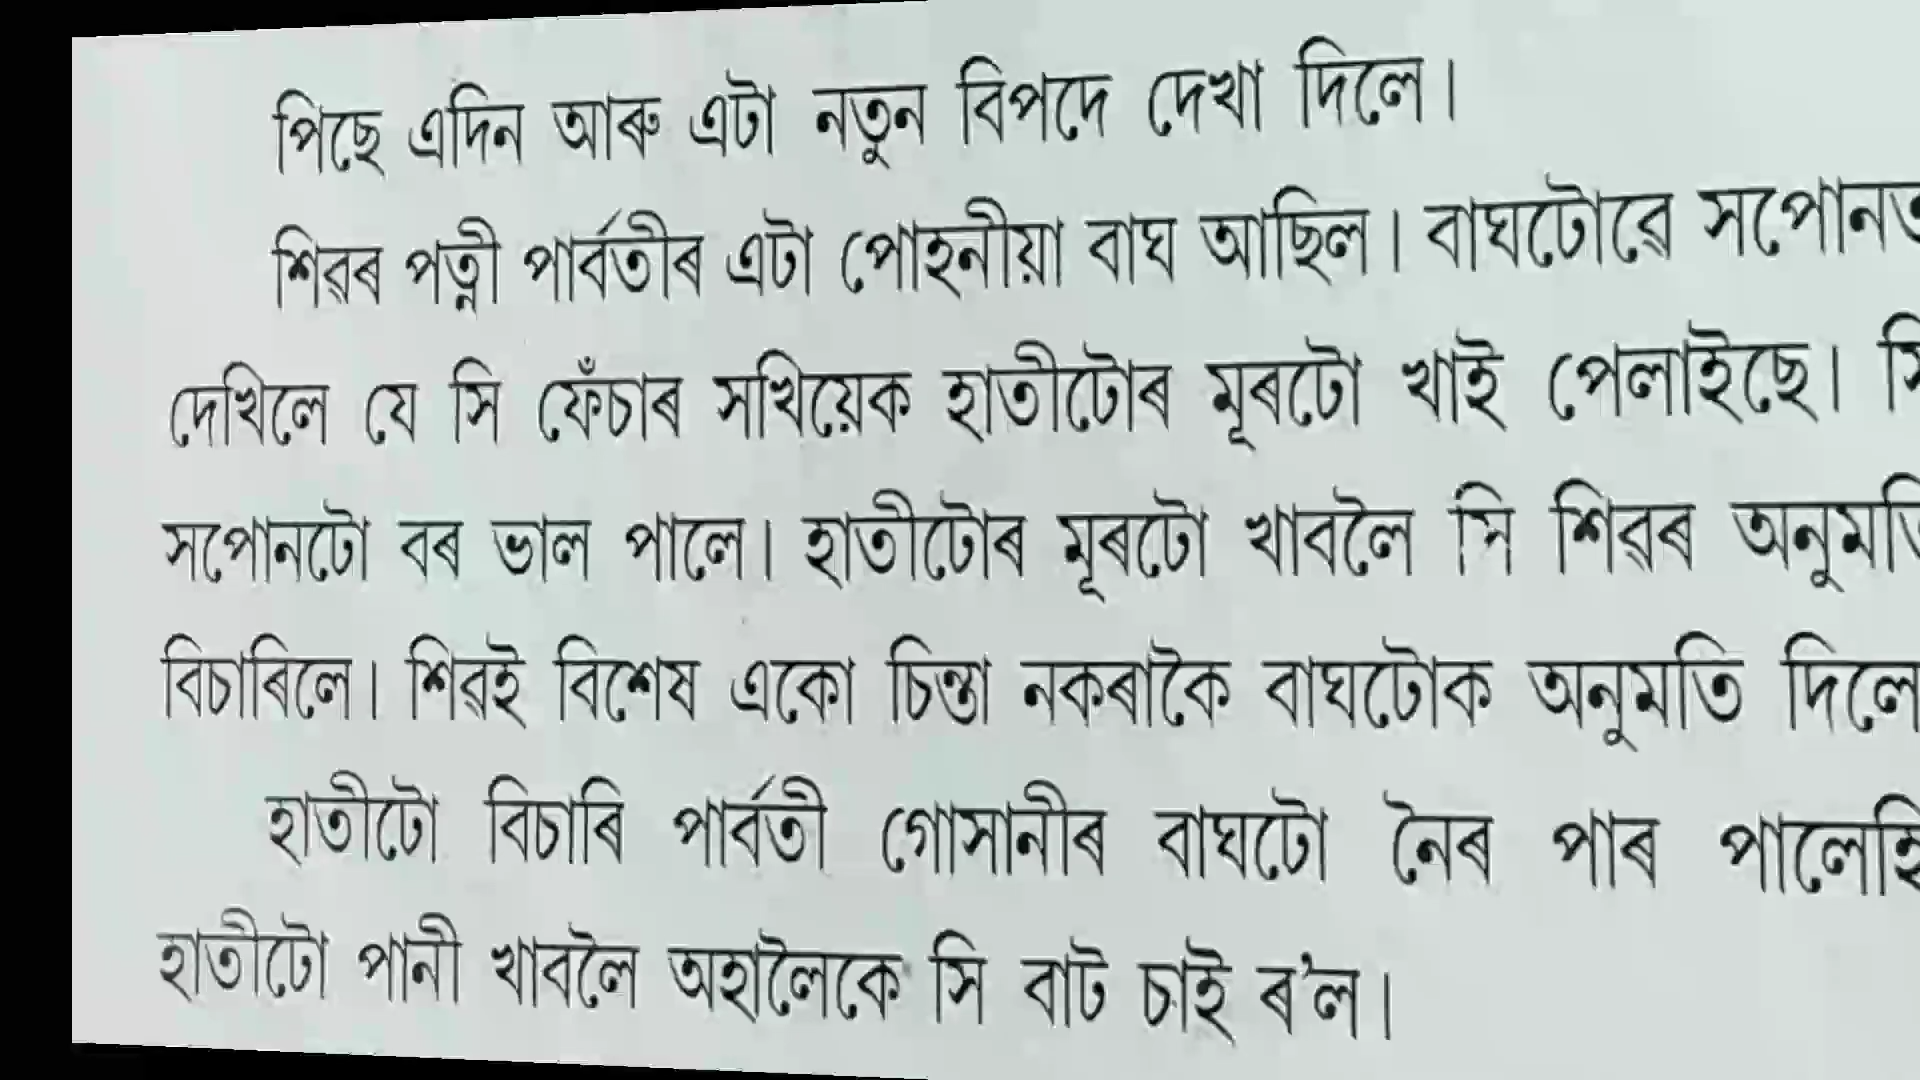 পিছে এদিন আৰু এটা নতুন বিপদে দেখা দিলে।
শিৱৰ পত্নী পাৰ্বতীৰ এটা পোহনীয়া বাঘ আছিল। বাঘটোৱে সপোনত
দেখিলে যে সি ফেঁচাৰ সখিয়েক হাতীটোৰ মূৰটো খাই পেলাইছে। সি
সপোনটো বৰ ভাল পালে। হাতীটোৰ মূৰটো খাবলৈ সি শিৱৰ অনুমতি
বিচাৰিলে। শিৱই বিশেষ একো চিন্তা নকৰাকৈ বাঘটোক অনুমতি দিলে
হাতীটো বিচাৰি পাৰ্বতী গোসানীৰ বাঘটো নৈৰ পাৰ পালেহি
হাতীটো পানী খাবলৈ অহালৈকে সি বাট চাই ৰ'ল।